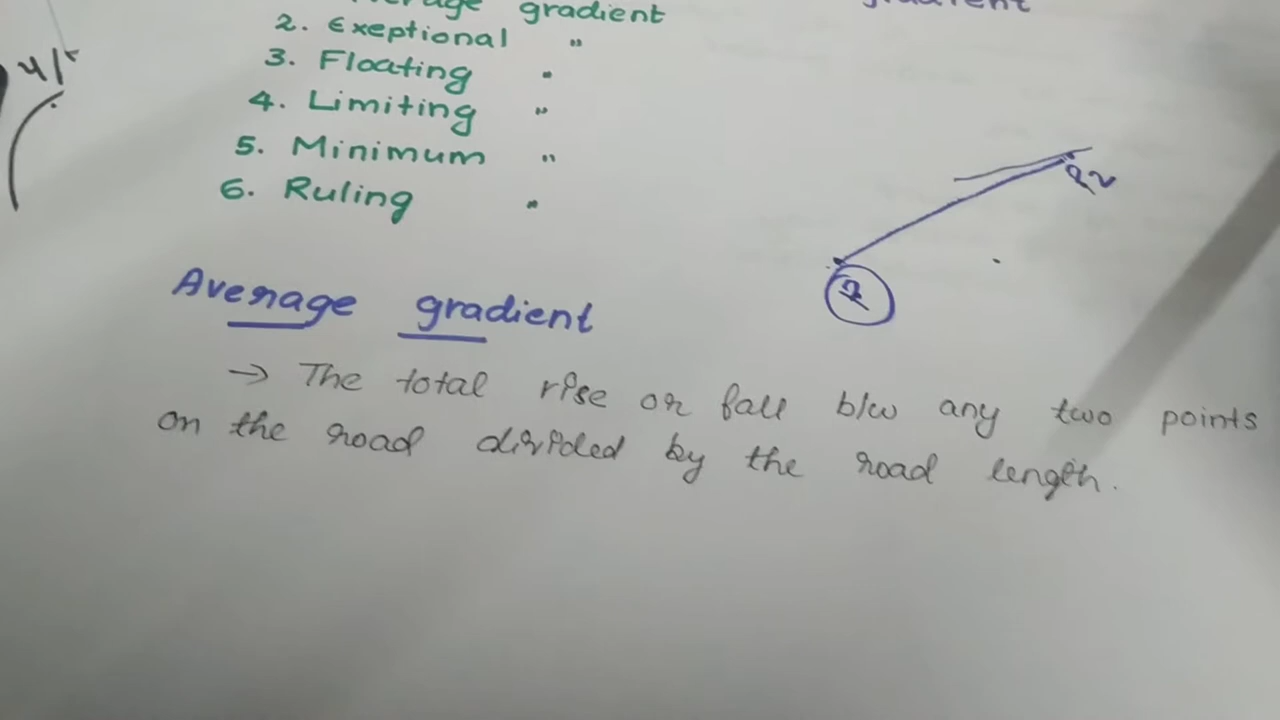 gradient
2. Exeptional "
3. Floating "
4. Limiting "
5. Minimum "
6. Ruling "
Average gradient
→ The total rise or fall b/w any two points
on the road divided by the road length.